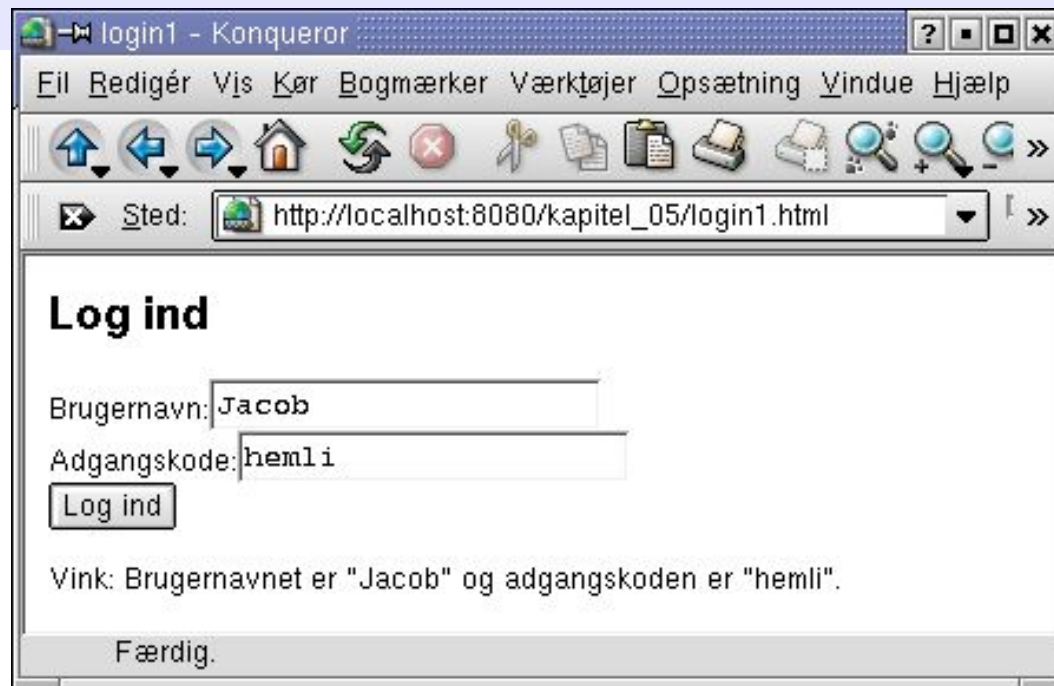 login1 - Konqueror
Fil Redigér Vis Kør Bogmærker Værktøjer Opsætning Vindue Hjælp
Sted: http://localhost:8080/kapitel_05/login1.html
Log ind
Brugernavn: Jacob
Adgangskode: hemli
Log ind
Vink: Brugernavnet er "Jacob" og adgangskoden er "hemli".
Færdig.